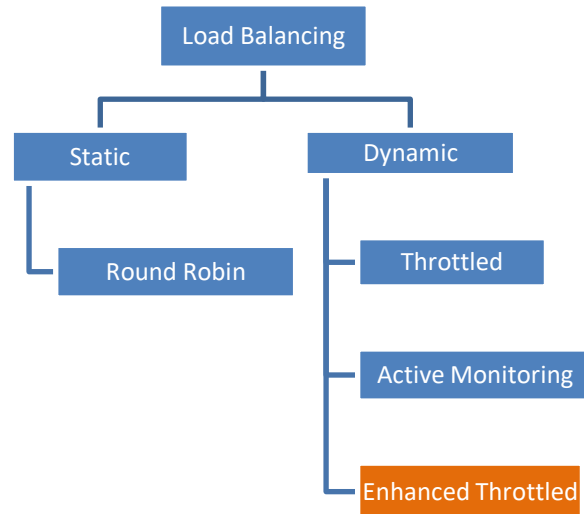 Load Balancing
Static
Dynamic
Round Robin
Throttled
Active Monitoring
Enhanced Throttled